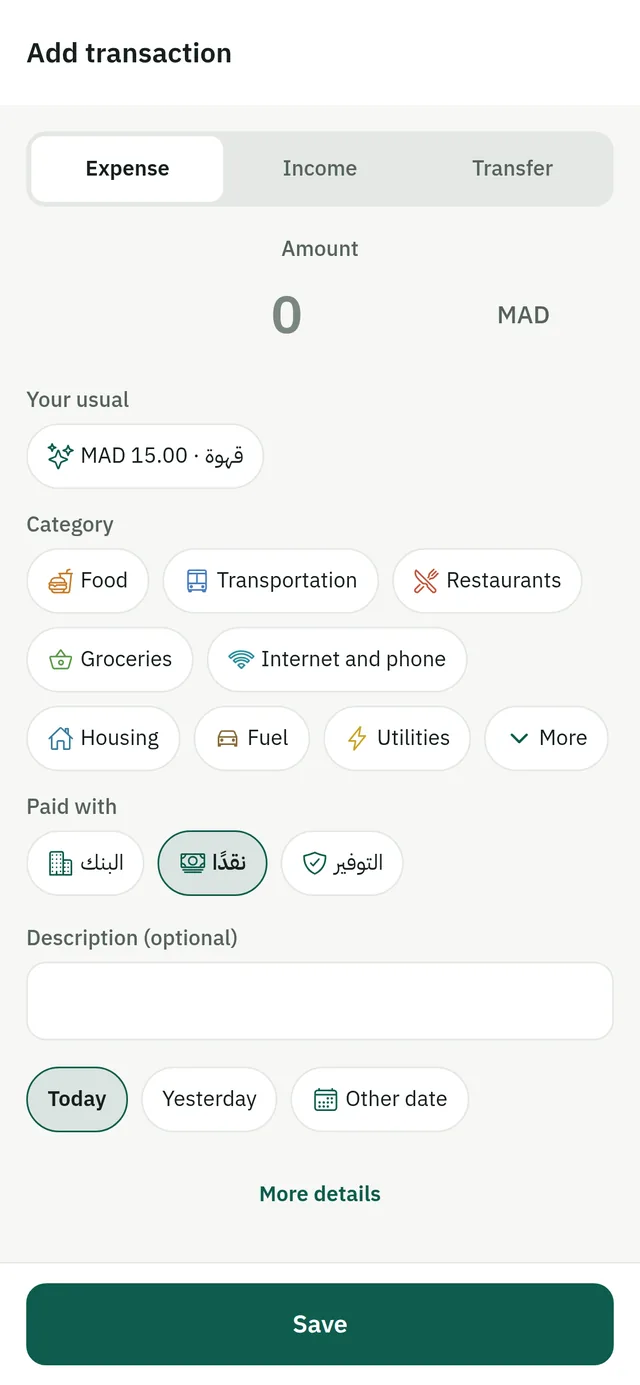 Add transaction
Expense Income Transfer
Amount
0 MAD
Your usual
MAD 15.00 · قهوة
Category
Food Transportation Restaurants
Groceries Internet and phone
Housing Fuel Utilities More
Paid with
البنك نقدًا التوفير
Description (optional)
Today Yesterday Other date
More details
Save